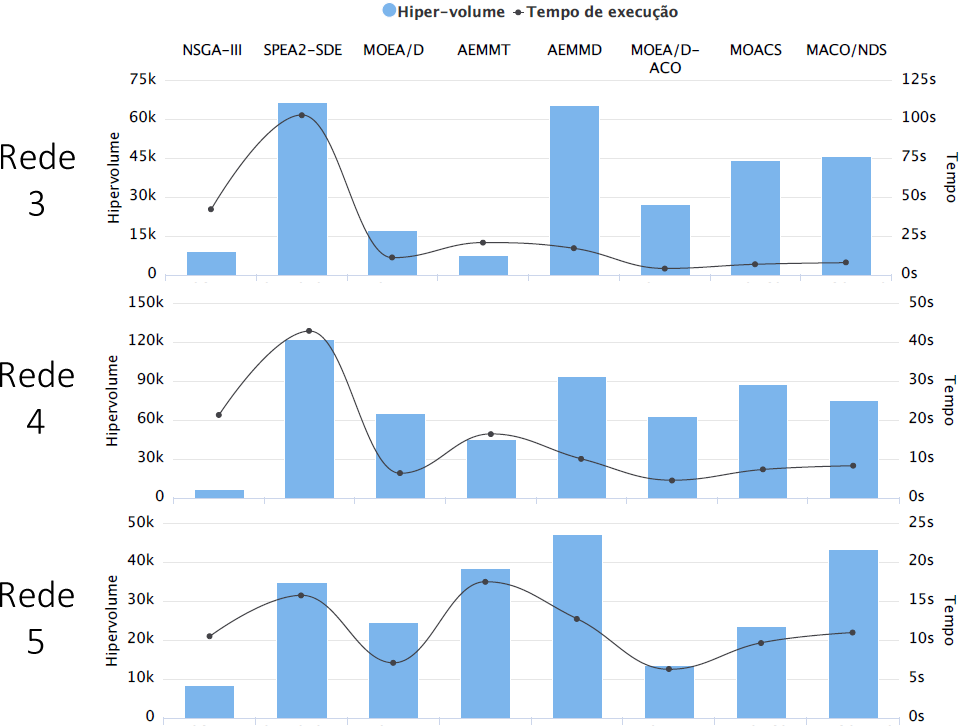 Hiper-volume Tempo de execução
NSGA-III SPEA2-SDE MOEA/D AEMMT AEMMD MOEA/D-ACO MOACS MACO/NDS
Rede
3
Hipervolume
75k
60k
45k
30k
15k
0
125s
100s
75s
50s
25s
0s
Tempo
Rede
4
Hipervolume
150k
120k
90k
60k
30k
0
50s
40s
30s
20s
10s
0s
Tempo
Rede
5
Hipervolume
50k
40k
30k
20k
10k
0
25s
20s
15s
10s
5s
0s
Tempo